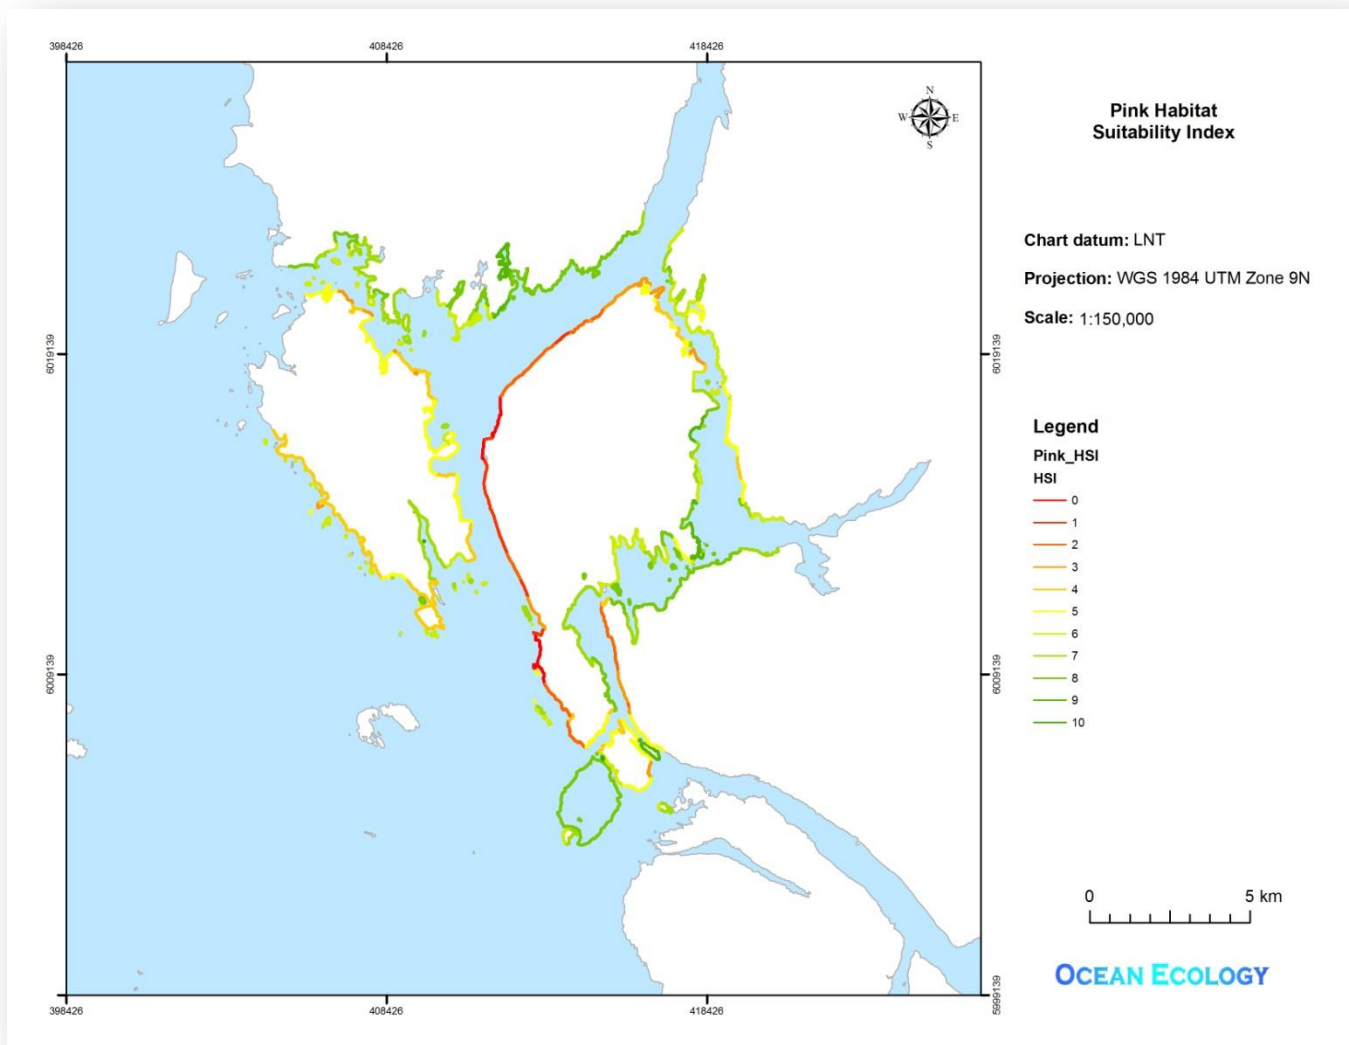 398426
408426
418426
N
W E
S
Pink Habitat
Suitability Index
Chart datum: LNT
Projection: WGS 1984 UTM Zone 9N
Scale: 1:150,000
6019139
6019139
Legend
Pink_HSI
HSI
0
1
2
3
4
5
6
7
8
9
10
6009139
6009139
0 5 km
OCEAN ECOLOGY
5999139
398426
408426
418426